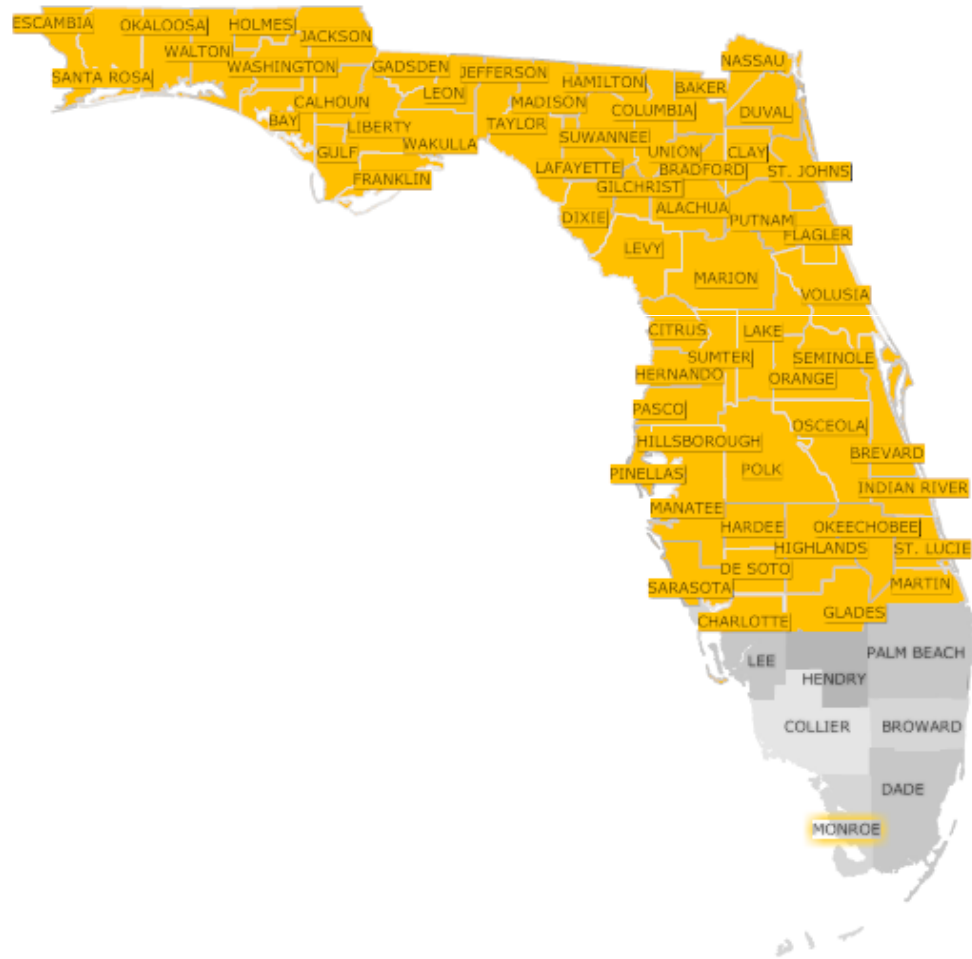 ESCAMBIA
OKALOOSA
HOLMES
JACKSON
WALTON
WASHINGTON
SANTA ROSA
GADSDEN
JEFFERSON
LEON
HAMILTON
NASSAU
BAKER
CALHOUN
MADISON
COLUMBIA
DUVAL
BAY
LIBERTY
TAYLOR
SUWANNEE
GULF
WAKULLA
UNION
CLAY
FRANKLIN
LAFAYETTE
BRADFORD
ST. JOHNS
GILCHRIST
DIXIE
ALACHUA
PUTNAM
FLAGLER
LEVY
MARION
VOLUSIA
CITRUS
LAKE
SUMTER
SEMINOLE
HERNANDO
ORANGE
PASCO
OSCEOLA
HILLSBOROUGH
BREVARD
PINELLAS
POLK
INDIAN RIVER
MANATEE
HARDEE
OKEECHOBEE
HIGHLANDS
ST. LUCIE
DE SOTO
SARASOTA
MARTIN
CHARLOTTE
GLADES
LEE
PALM BEACH
HENDRY
COLLIER
BROWARD
DADE
MONROE